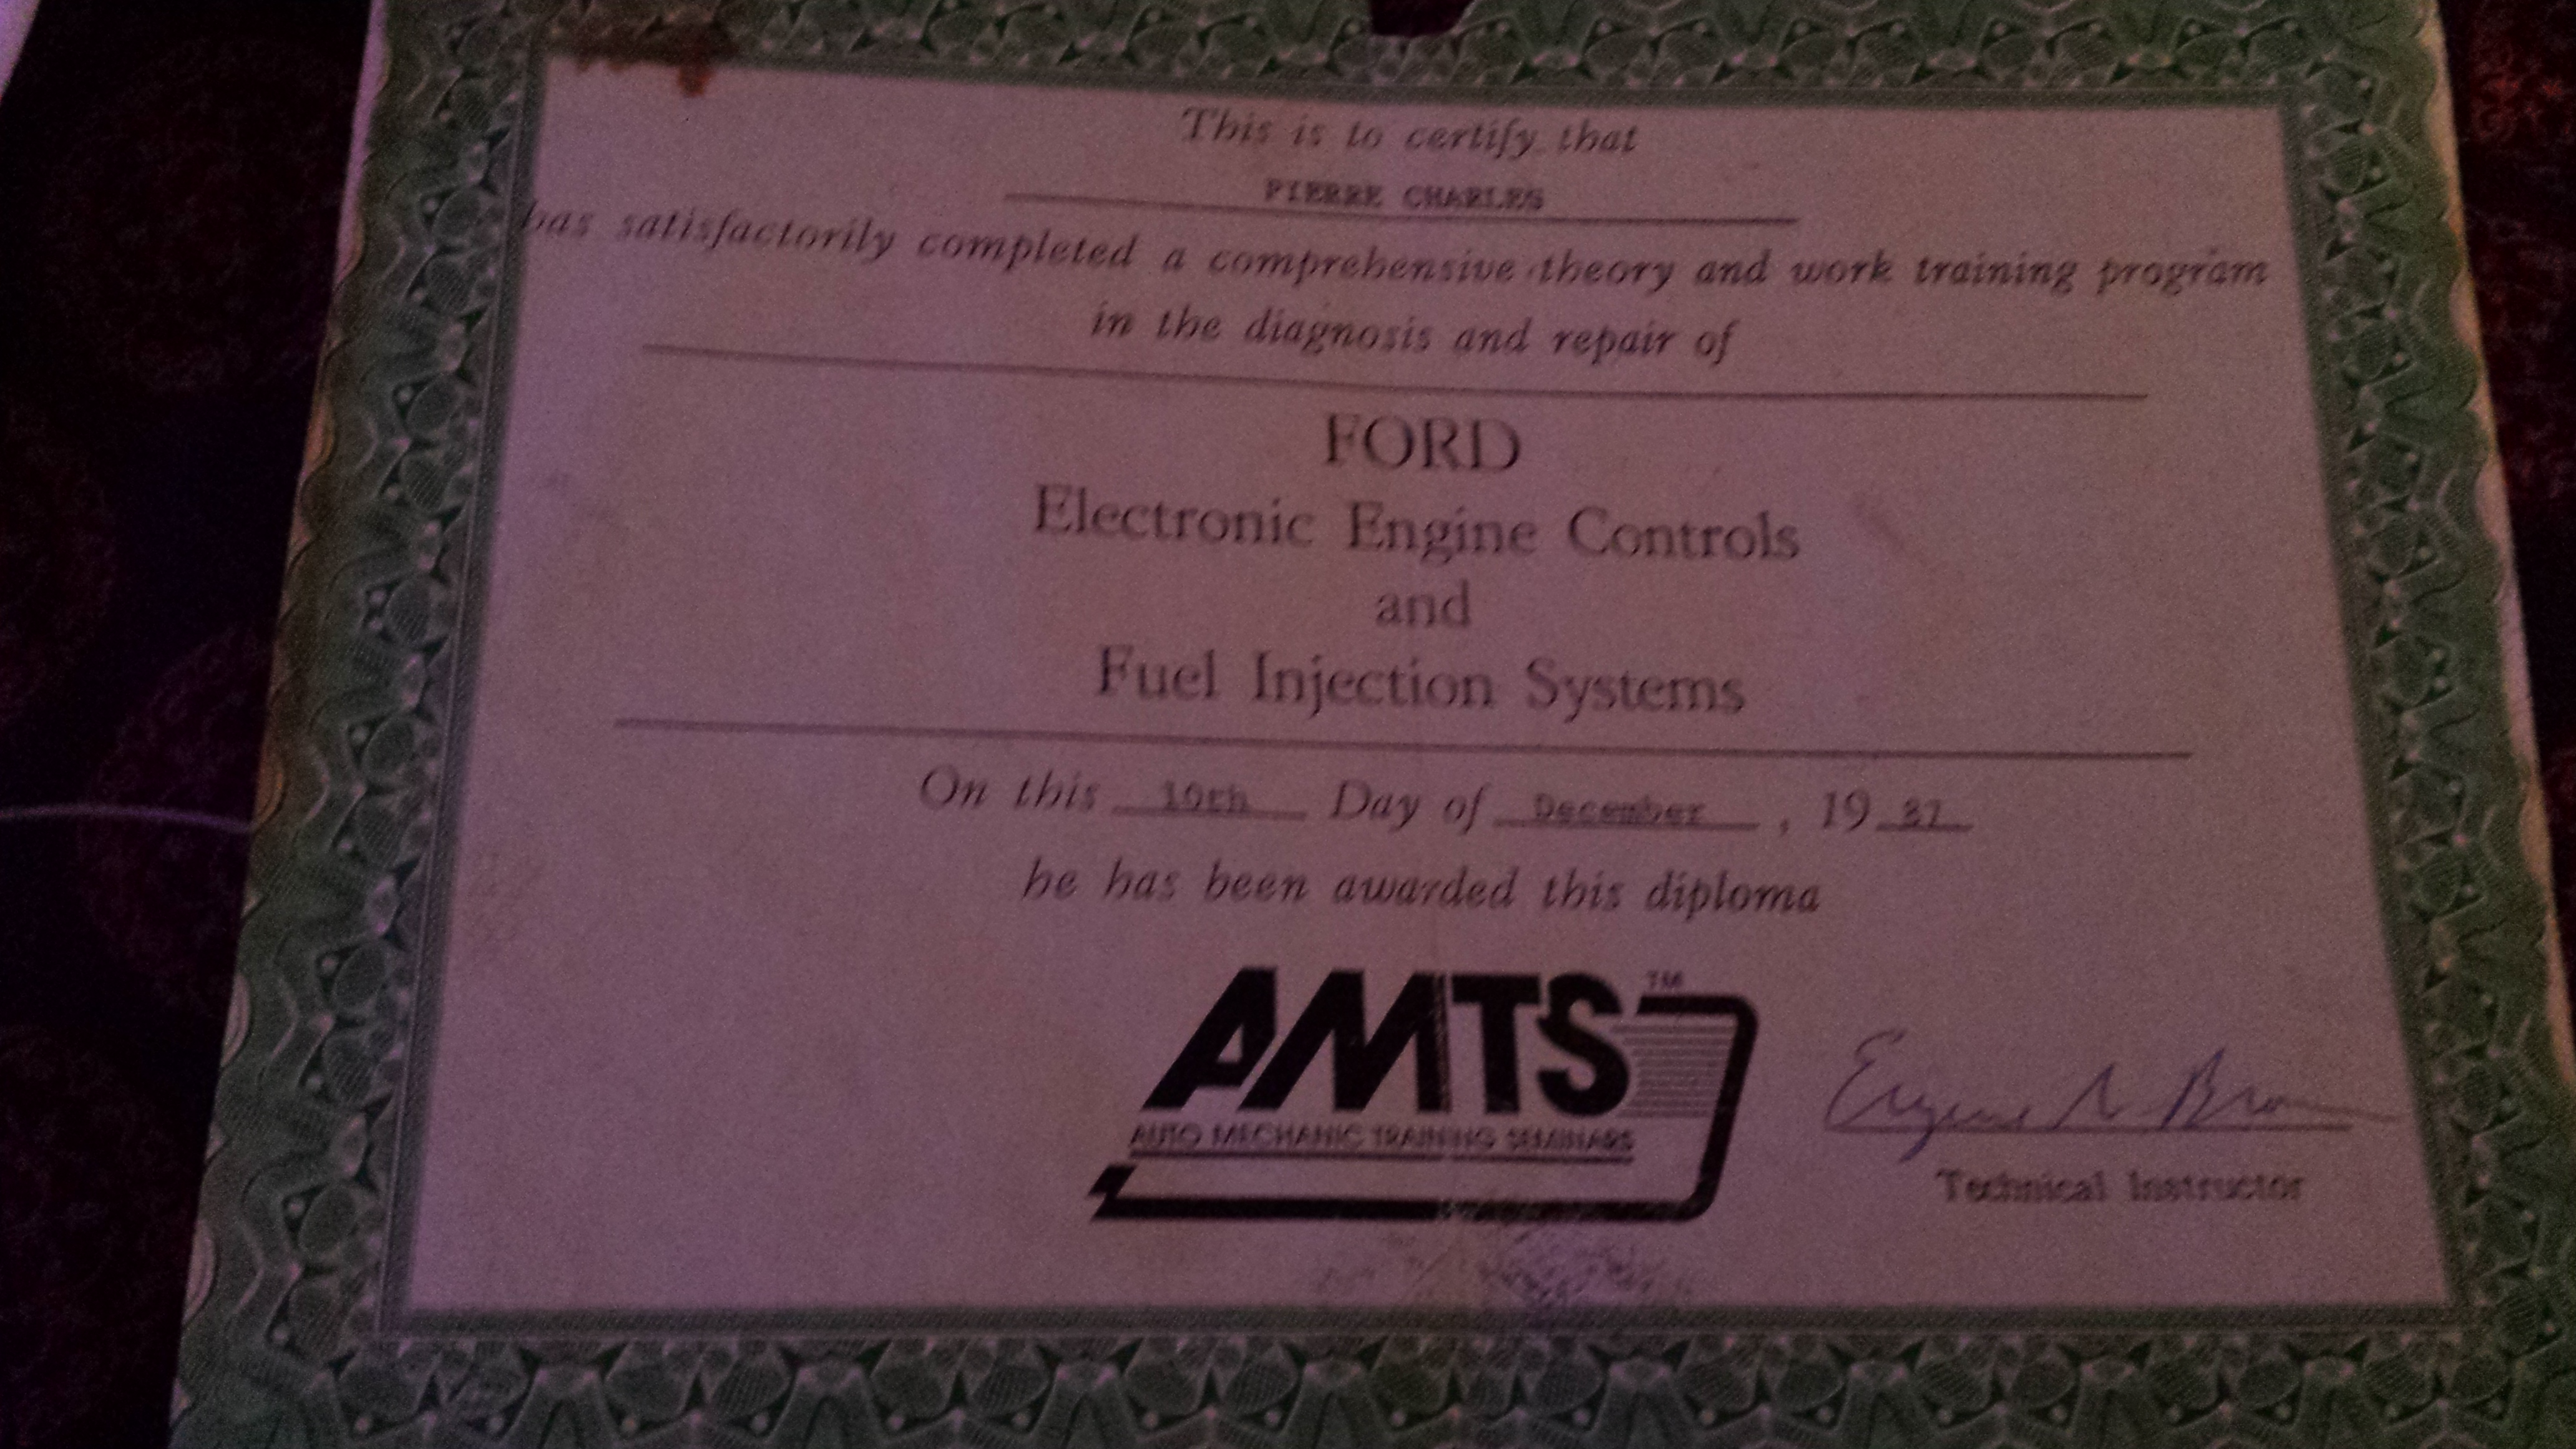 This is to certify that
PIERRE CHARLES
has satisfactorily completed a comprehensive theory and work training program
in the diagnosis and repair of
FORD
Electronic Engine Controls
and
Fuel Injection Systems
On this 10th Day of December, 19 87
he has been awarded this diploma
AMTS TM
AUTO MECHANIC TRAINING SEMINARS
Eugene
Technical Instructor